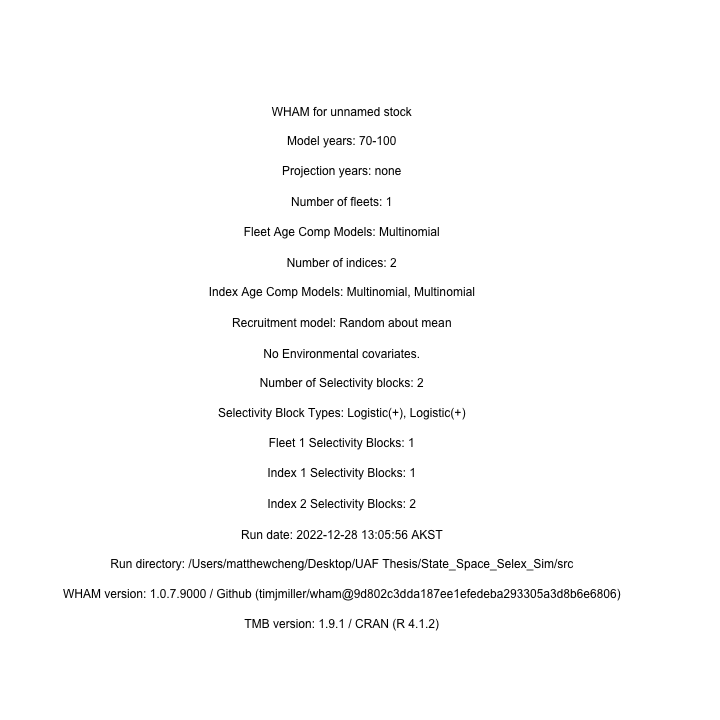 WHAM for unnamed stock
Model years: 70-100
Projection years: none
Number of fleets: 1
Fleet Age Comp Models: Multinomial
Number of indices: 2
Index Age Comp Models: Multinomial, Multinomial
Recruitment model: Random about mean
No Environmental covariates.
Number of Selectivity blocks: 2
Selectivity Block Types: Logistic(+), Logistic(+)
Fleet 1 Selectivity Blocks: 1
Index 1 Selectivity Blocks: 1
Index 2 Selectivity Blocks: 2
Run date: 2022-12-28 13:05:56 AKST
Run directory: /Users/matthewcheng/Desktop/UAF Thesis/State_Space_Selex_Sim/src
WHAM version: 1.0.7.9000 / Github (timjmiller/wham@9d802c3dda187ee1efedeba293305a3d8b6e6806)
TMB version: 1.9.1 / CRAN (R 4.1.2)